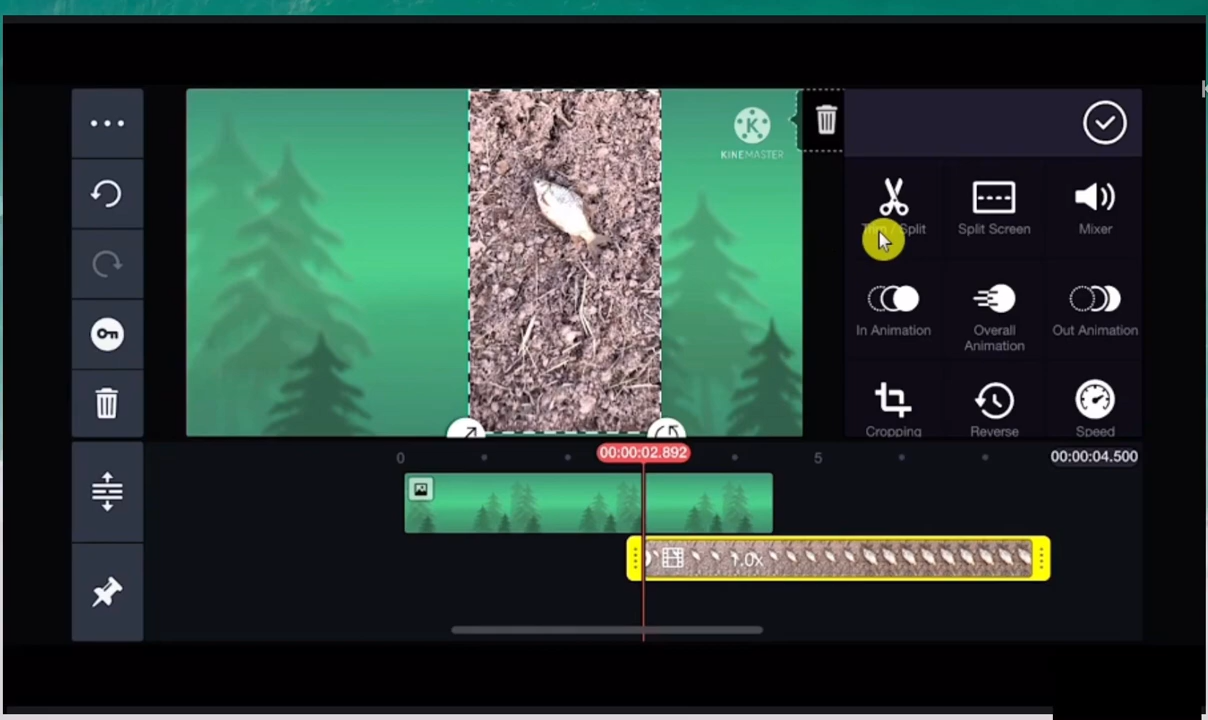 KINEMASTER
Trim / Split
Split Screen
Mixer
In Animation
Overall
Animation
Out Animation
Cropping
Reverse
Speed
0
00:00:02.892
5
00:00:04.500
1.0x